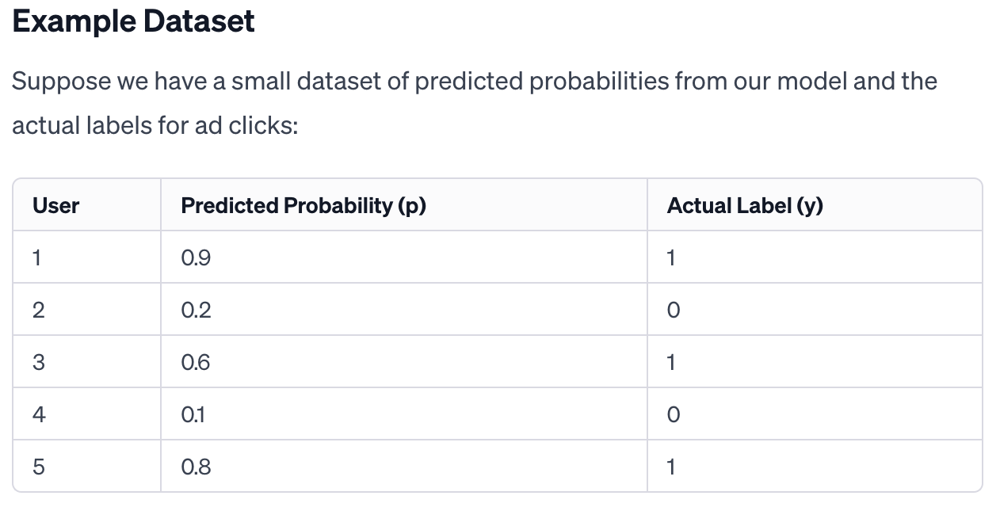 Example Dataset
Suppose we have a small dataset of predicted probabilities from our model and the
actual labels for ad clicks:
User Predicted Probability (p) Actual Label (y)
1 0.9 1
2 0.2 0
3 0.6 1
4 0.1 0
5 0.8 1